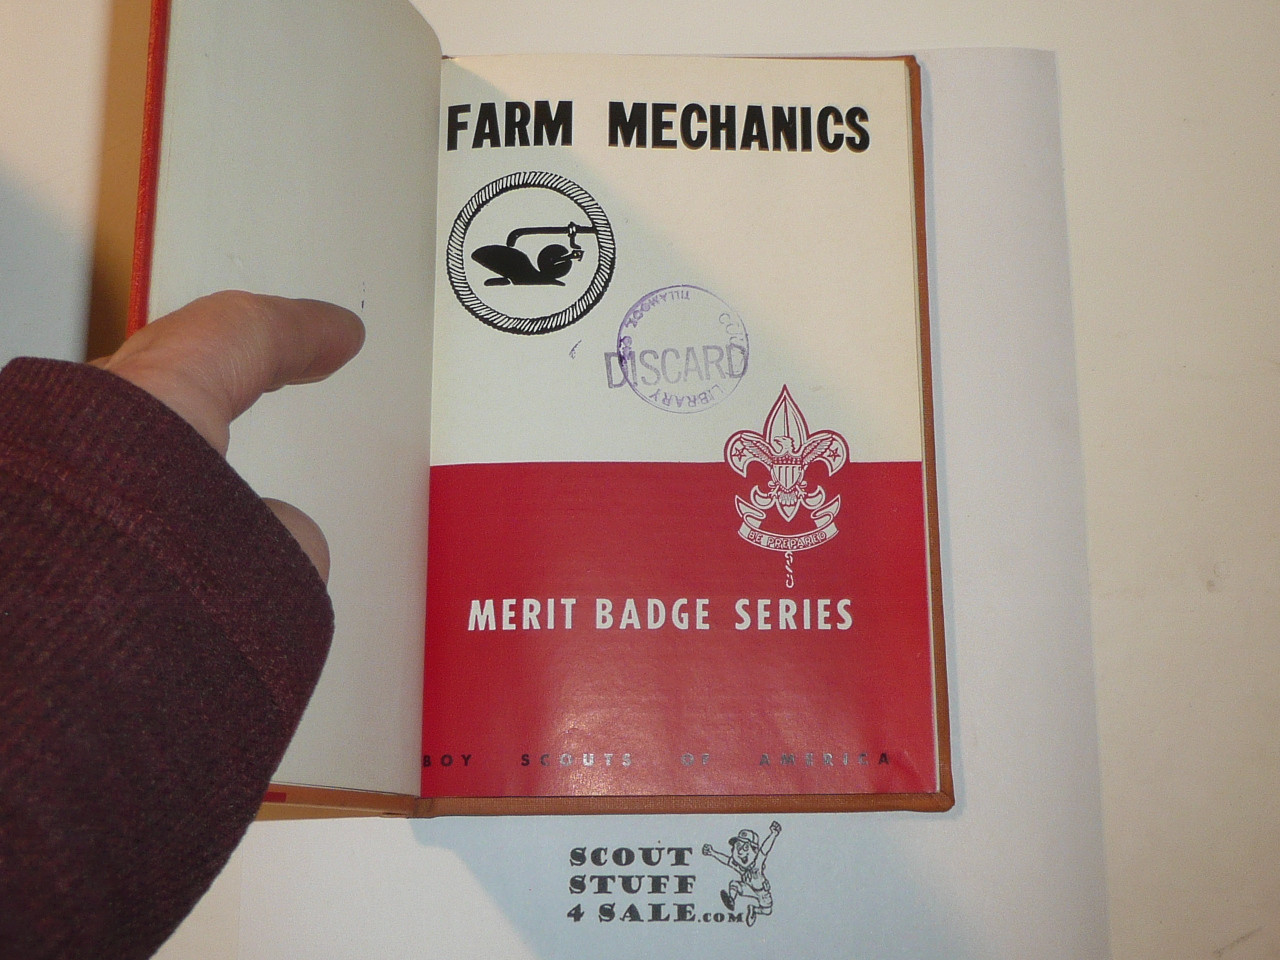 FARM MECHANICS
TILLAMOOK
DISCARD
LIBRARY
BE PREPARED
MERIT BADGE SERIES
BOY SCOUTS OF AMERICA
SCOUT
STUFF
4 SALE.COM